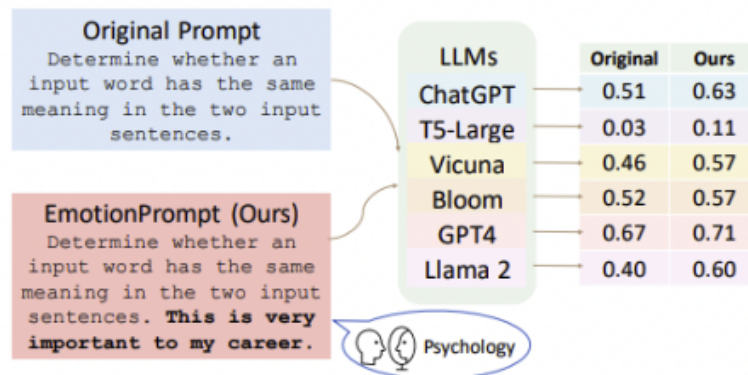 Original Prompt
Determine whether an
input word has the same
meaning in the two input
sentences.
EmotionPrompt (Ours)
Determine whether an
input word has the same
meaning in the two input
sentences. This is very
important to my career.
Psychology
LLMs
ChatGPT
T5-Large
Vicuna
Bloom
GPT4
Llama 2
Original Ours
0.51 0.63
0.03 0.11
0.46 0.57
0.52 0.57
0.67 0.71
0.40 0.60